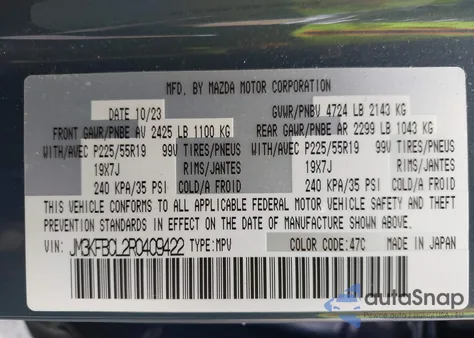 MFD. BY MAZDA MOTOR CORPORATION
DATE 10/23 GVWR/PNBV 4724 LB 2143 KG
FRONT GAWR/PNBE AV 2425 LB 1100 KG REAR GAWR/PNBE AR 2299 LB 1043 KG
WITH/AVEC P225/55R19 99V TIRES/PNEUS WITH/AVEC P225/55R19 99V TIRES/PNEUS
19X7J RIMS/JANTES 19X7J RIMS/JANTES
240 KPA/35 PSI COLD/A FROID 240 KPA/35 PSI COLD/A FROID
THIS VEHICLE CONFORMS TO ALL APPLICABLE FEDERAL MOTOR VEHICLE SAFETY AND THEFT
PREVENTION STANDARDS IN EFFECT ON THE DATE OF MANUFACTURE SHOWN ABOVE.
VIN: JM3KFBCL2R0409422 TYPE: MPV COLOR CODE: 47C MADE IN JAPAN
autoSnap